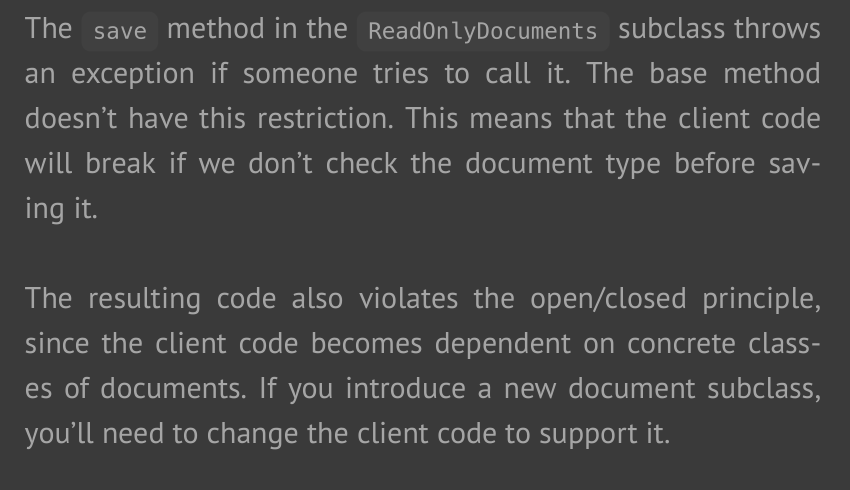 The save method in the ReadOnlyDocuments subclass throws
an exception if someone tries to call it. The base method
doesn’t have this restriction. This means that the client code
will break if we don’t check the document type before sav-
ing it.
The resulting code also violates the open/closed principle,
since the client code becomes dependent on concrete class-
es of documents. If you introduce a new document subclass,
you’ll need to change the client code to support it.